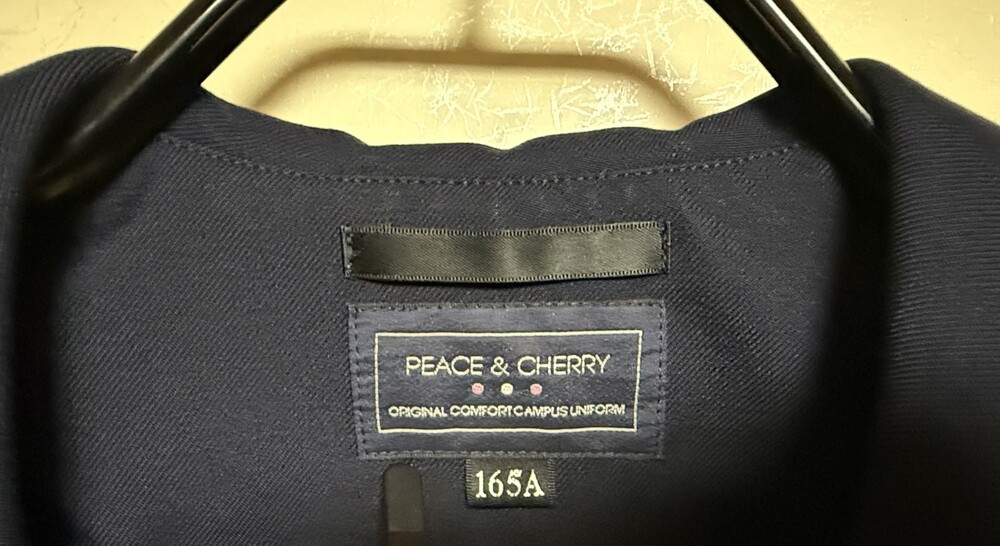 PEACE & CHERRY
ORIGINAL COMFORT CAMPUS UNIFORM
165A